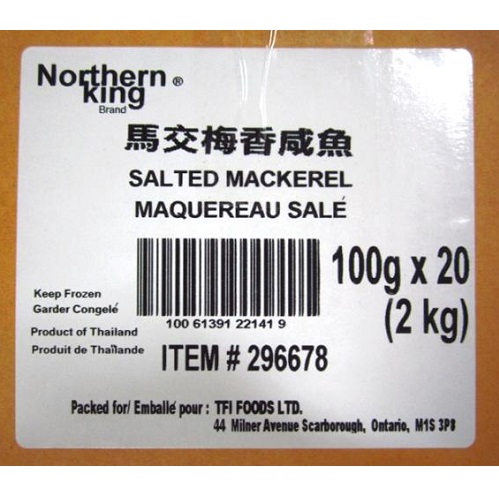 Northern
king ®
Brand
馬交梅香咸魚
SALTED MACKEREL
MAQUEREAU SALÉ
100g x 20
(2 kg)
Keep Frozen
Garder Congelé
100 61391 22141 9
Product of Thailand
Produit de Thaïlande
ITEM # 296678
Packed for/ Emballé pour : TFI FOODS LTD.
44 Milner Avenue Scarborough, Ontario, M1S 3P8